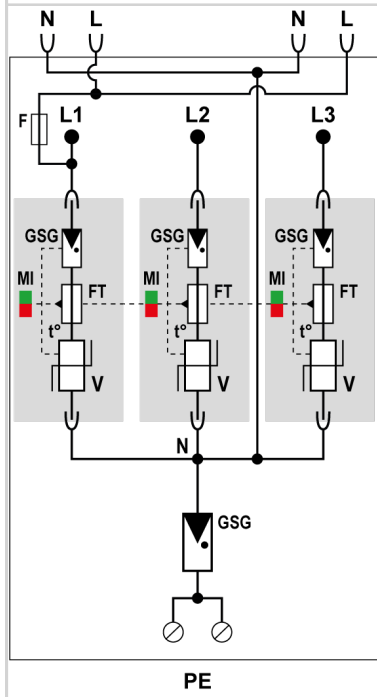 N L N L
F L1 L2 L3
GSG GSG GSG
MI FT MI FT MI FT
t° t° t°
V V V
N
GSG
PE